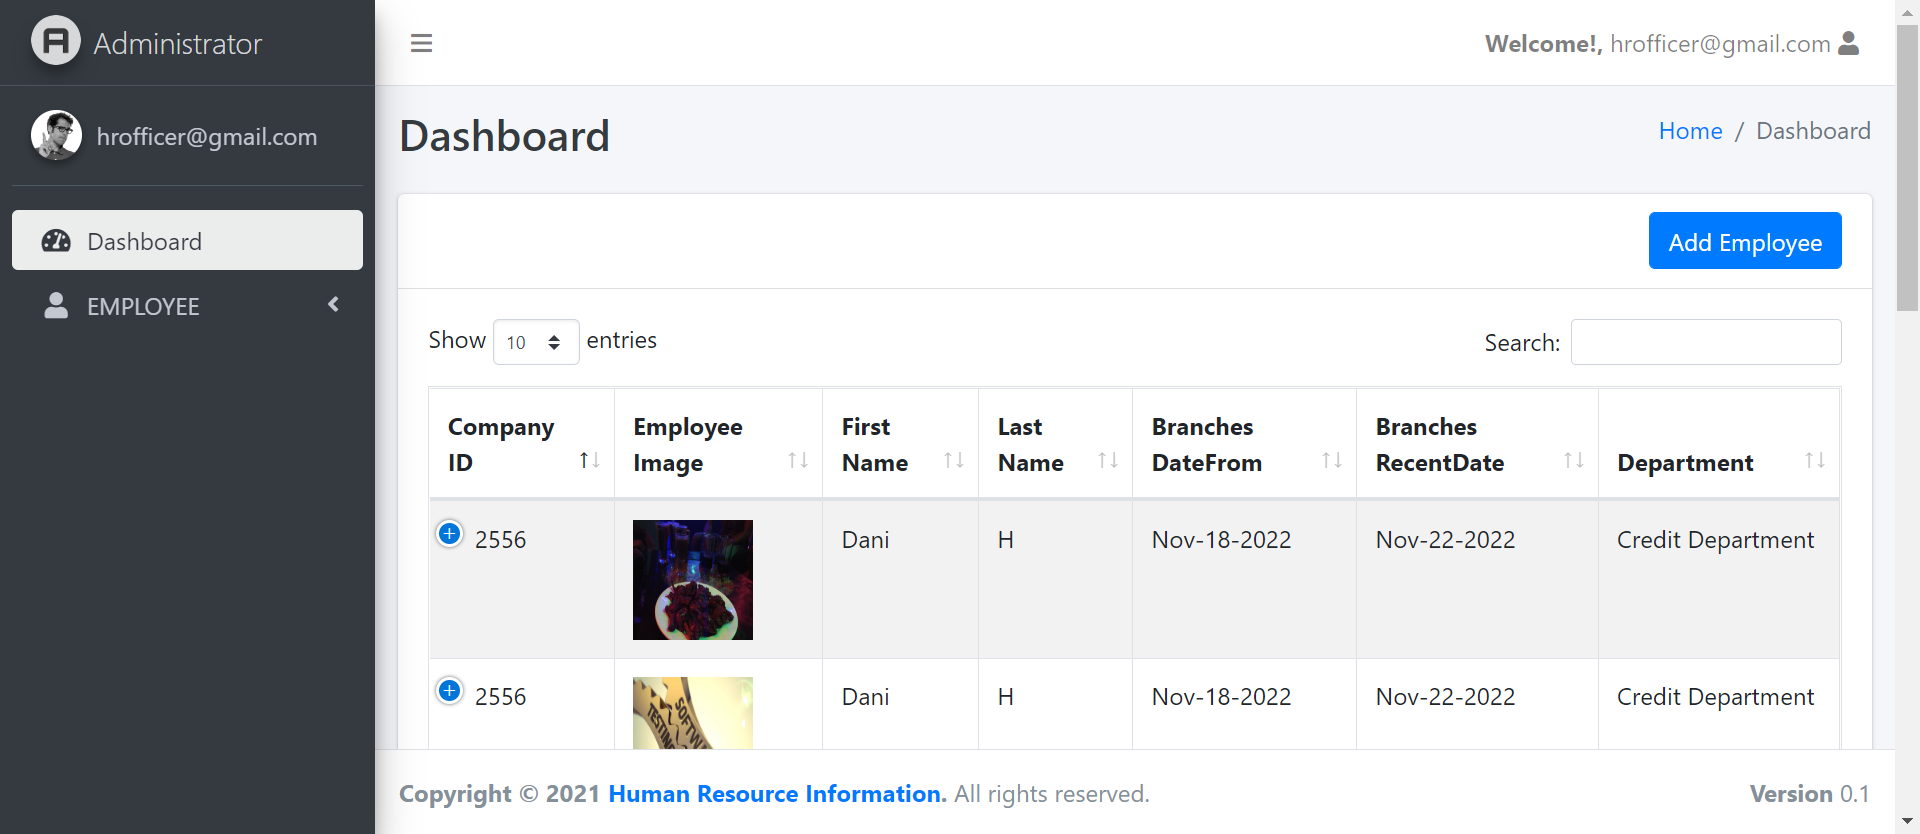 Administrator
Welcome!, hrofficer@gmail.com
hrofficer@gmail.com
Dashboard
EMPLOYEE
Dashboard
Home / Dashboard
Add Employee
Show 10 entries
Search:
Company ID
Employee Image
First Name
Last Name
Branches DateFrom
Branches RecentDate
Department
2556 Dani H Nov-18-2022 Nov-22-2022 Credit Department
2556 Dani H Nov-18-2022 Nov-22-2022 Credit Department
Copyright © 2021 Human Resource Information. All rights reserved.
Version 0.1